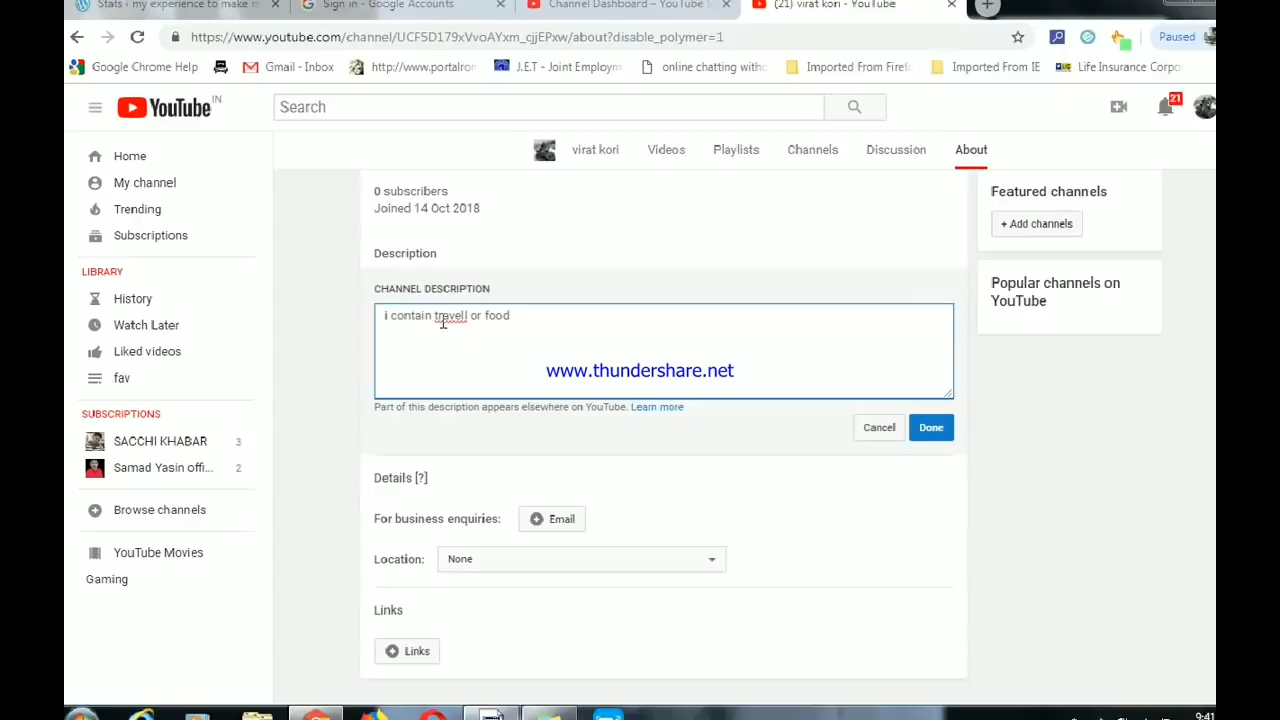 Stats ‹ my experience to make m
Sign in - Google Accounts
Channel Dashboard - YouTube S
(21) virat kori - YouTube
https://www.youtube.com/channel/UCF5D179xVvoAYxm_cjjEPxw/about?disable_polymer=1
Paused
Google Chrome Help
Gmail - Inbox
http://www.portalron
J.E.T - Joint Employm
online chatting witho
Imported From Firef
Imported From IE
Life Insurance Corpo
YouTube IN
Search
21
virat kori
Videos
Playlists
Channels
Discussion
About
Home
My channel
Trending
Subscriptions
LIBRARY
History
Watch Later
Liked videos
fav
SUBSCRIPTIONS
SACCHI KHABAR 3
Samad Yasin offi... 2
Browse channels
YouTube Movies
Gaming
0 subscribers
Joined 14 Oct 2018
Description
CHANNEL DESCRIPTION
i contain travell or food
www.thundershare.net
Part of this description appears elsewhere on YouTube. Learn more
Cancel
Done
Details [?]
For business enquiries:
Email
Location:
None
Links
Links
Featured channels
+ Add channels
Popular channels on
YouTube
9:41